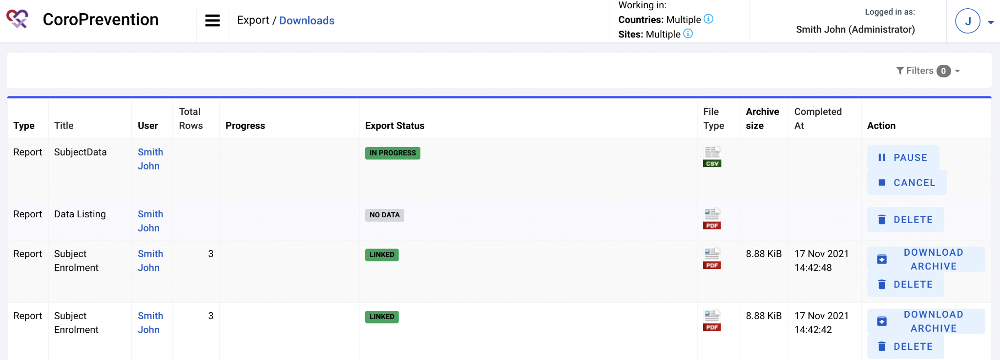 CoroPrevention
Export / Downloads
Working in:
Countries: Multiple
Sites: Multiple
Logged in as:
Smith John (Administrator)
J
Filters 0
Type
Title
User
Total
Rows
Progress
Export Status
File
Type
Archive
size
Completed
At
Action
Report
SubjectData
Smith
John
IN PROGRESS
CSV
PAUSE
CANCEL
Report
Data Listing
Smith
John
NO DATA
PDF
DELETE
Report
Subject
Enrolment
Smith
John
3
LINKED
PDF
8.88 KiB
17 Nov 2021
14:42:48
DOWNLOAD
ARCHIVE
DELETE
Report
Subject
Enrolment
Smith
John
3
LINKED
PDF
8.88 KiB
17 Nov 2021
14:42:42
DOWNLOAD
ARCHIVE
DELETE